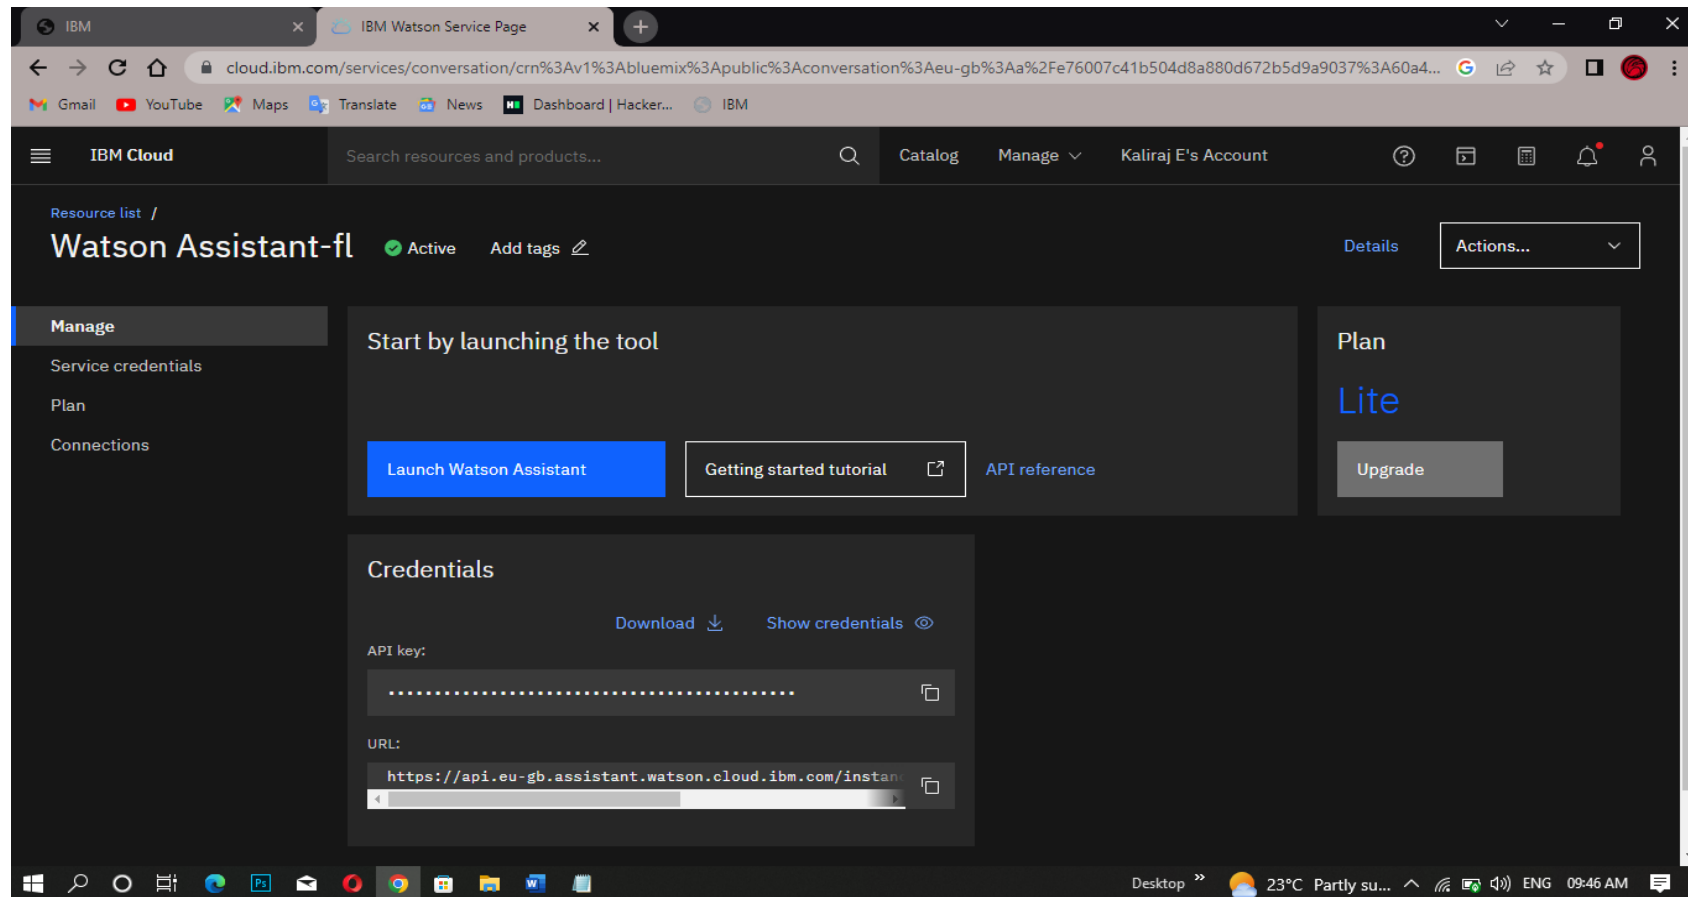 IBM
IBM Watson Service Page
cloud.ibm.com/services/conversation/crn%3Av1%3Abluemix%3Apublic%3Aconversation%3Aeu-gb%3Aa%2Fe76007c41b504d8a880d672b5d9a9037%3A60a4...
Gmail YouTube Maps Translate News Dashboard | Hacker... IBM
IBM Cloud Search resources and products... Catalog Manage Kaliraj E's Account
Resource list /
Watson Assistant-fl Active Add tags Details Actions...
Manage
Service credentials
Plan
Connections
Start by launching the tool
Launch Watson Assistant Getting started tutorial API reference
Plan
Lite
Upgrade
Credentials
Download Show credentials
API key:
URL:
https://api.eu-gb.assistant.watson.cloud.ibm.com/instan
Desktop 23°C Partly su... ENG 09:46 AM